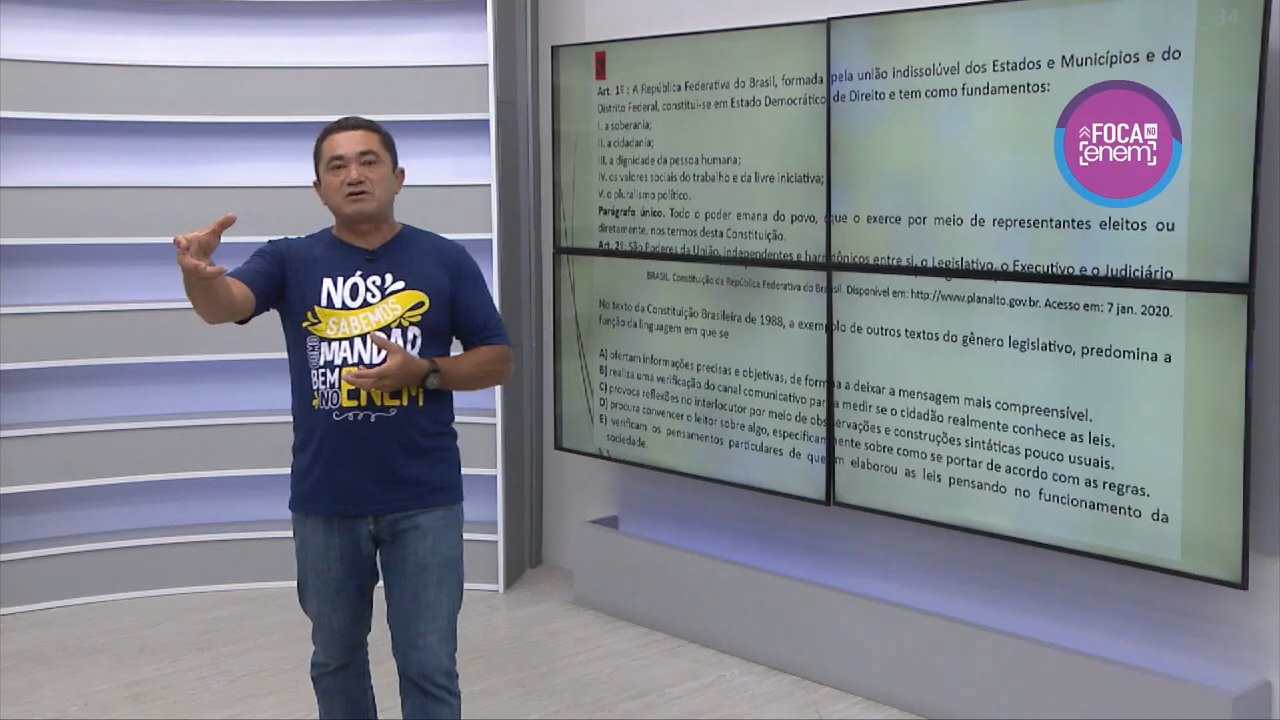 34
Art. 1º : A República Federativa do Brasil, formada pela união indissolúvel dos Estados e Municípios e do
Distrito Federal, constitui-se em Estado Democrático de Direito e tem como fundamentos:
I. a soberania;
II. a cidadania;
III. a dignidade da pessoa humana;
IV. os valores sociais do trabalho e da livre iniciativa;
V. o pluralismo político.
Parágrafo único. Todo o poder emana do povo, que o exerce por meio de representantes eleitos ou
diretamente, nos termos desta Constituição.
Art. 2º: São Poderes da União, independentes e harmônicos entre si, o Legislativo, o Executivo e o Judiciário
BRASIL. Constituição da República Federativa do Brasil. Disponível em: http://www.planalto.gov.br. Acesso em: 7 jan. 2020.
No texto da Constituição Brasileira de 1988, a exemplo de outros textos do gênero legislativo, predomina a
função da linguagem em que se
A) ofertam informações precisas e objetivas, de forma a deixar a mensagem mais compreensível.
B) realiza uma verificação do canal comunicativo para medir se o cidadão realmente conhece as leis.
C) provoca reflexões no interlocutor por meio de observações e construções sintáticas pouco usuais.
D) procura convencer o leitor sobre algo, especificamente sobre como se portar de acordo com as regras.
E) verificam os pensamentos particulares de quem elaborou as leis pensando no funcionamento da
sociedade.
FOCA NO
enem
NÓS
SABEMOS
COMO
MANDAR
BEM
NO ENEM